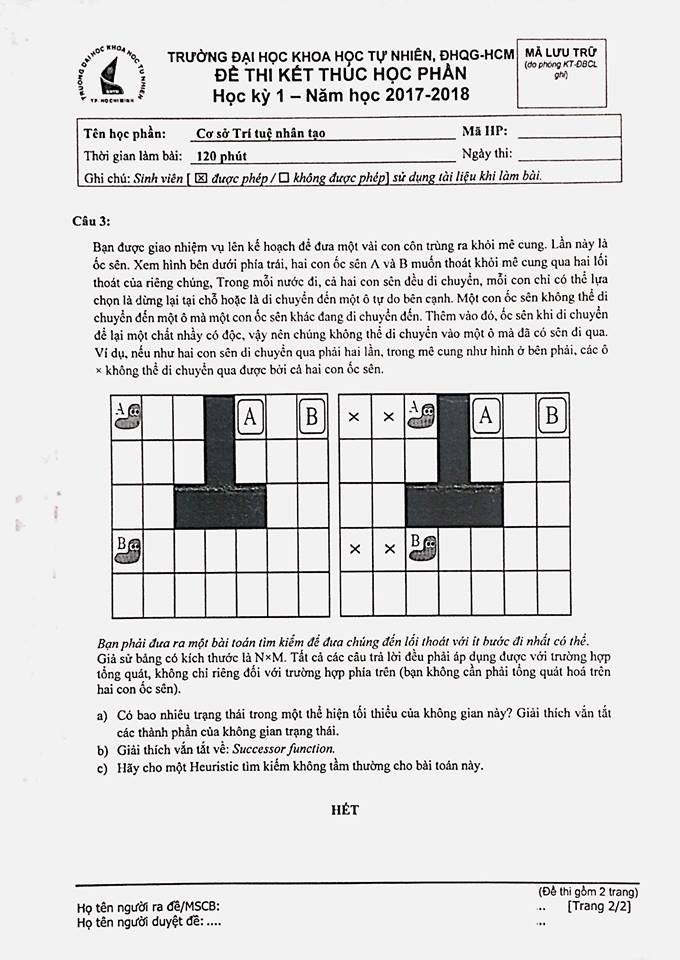 TRƯỜNG ĐẠI HỌC KHOA HỌC TỰ NHIÊN
TP. HỒ CHÍ MINH
TRƯỜNG ĐẠI HỌC KHOA HỌC TỰ NHIÊN, ĐHQG-HCM
ĐỀ THI KẾT THÚC HỌC PHẦN
Học kỳ 1 – Năm học 2017-2018
MÃ LƯU TRỮ
(do phòng KT-ĐBCL
ghi)
Tên học phần: Cơ sở Trí tuệ nhân tạo Mã HP:
Thời gian làm bài: 120 phút Ngày thi:
Ghi chú: Sinh viên [ ☒ được phép / ☐ không được phép] sử dụng tài liệu khi làm bài.
Câu 3:
Bạn được giao nhiệm vụ lên kế hoạch để đưa một vài con côn trùng ra khỏi mê cung. Lần này là
ốc sên. Xem hình bên dưới phía trái, hai con ốc sên A và B muốn thoát khỏi mê cung qua hai lối
thoát của riêng chúng, Trong mỗi nước đi, cả hai con sên đều di chuyển, mỗi con chỉ có thể lựa
chọn là dừng lại tại chỗ hoặc là di chuyển đến một ô tự do bên cạnh. Một con ốc sên không thể di
chuyển đến một ô mà một con ốc sên khác đang di chuyển đến. Thêm vào đó, ốc sên khi di chuyển
để lại một chất nhầy có độc, vậy nên chúng không thể di chuyển vào một ô mà đã có sên đi qua.
Ví dụ, nếu như hai con sên di chuyển qua phải hai lần, trong mê cung như hình ở bên phải, các ô
× không thể di chuyển qua được bởi cả hai con ốc sên.
A A B × × A A B
B × × B
Bạn phải đưa ra một bài toán tìm kiếm để đưa chúng đến lối thoát với ít bước đi nhất có thể.
Giả sử bảng có kích thước là N×M. Tất cả các câu trả lời đều phải áp dụng được với trường hợp
tổng quát, không chỉ riêng đối với trường hợp phía trên (bạn không cần phải tổng quát hoá trên
hai con ốc sên).
a) Có bao nhiêu trạng thái trong một thể hiện tối thiểu của không gian này? Giải thích vắn tắt
các thành phần của không gian trạng thái.
b) Giải thích vắn tắt về: Successor function.
c) Hãy cho một Heuristic tìm kiếm không tầm thường cho bài toán này.
HẾT
(Đề thi gồm 2 trang)
Họ tên người ra đề/MSCB: .. [Trang 2/2]
Họ tên người duyệt đề: .... ..